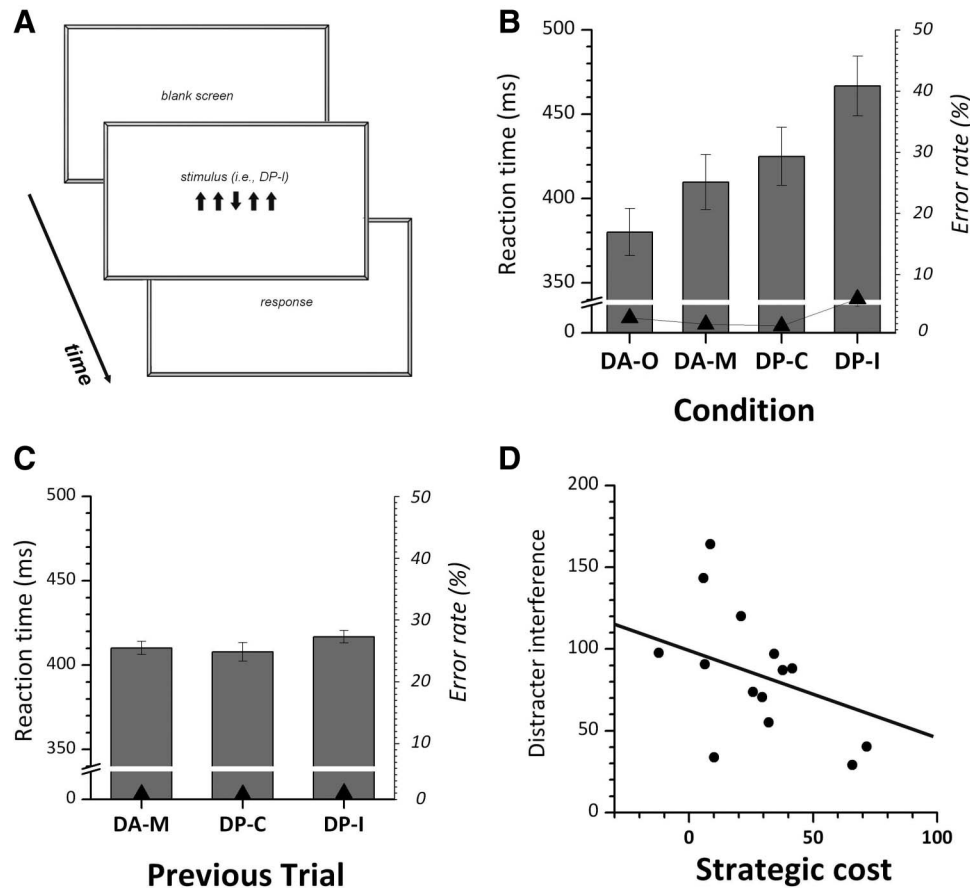 A
blank screen
stimulus (i.e., DP-I)
response
time
B
Reaction time (ms)
500
450
400
350
0
Error rate (%)
50
40
30
20
10
0
DA-O DA-M DP-C DP-I
Condition
C
Reaction time (ms)
500
450
400
350
0
Error rate (%)
50
40
30
20
10
0
DA-M DP-C DP-I
Previous Trial
D
Distracter interference
200
150
100
50
0
0 50 100
Strategic cost